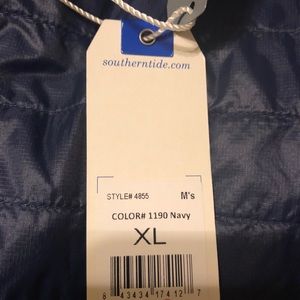 southerntide.com
STYLE# 4855 M's
COLOR# 1190 Navy
XL
8 43434 17412 7